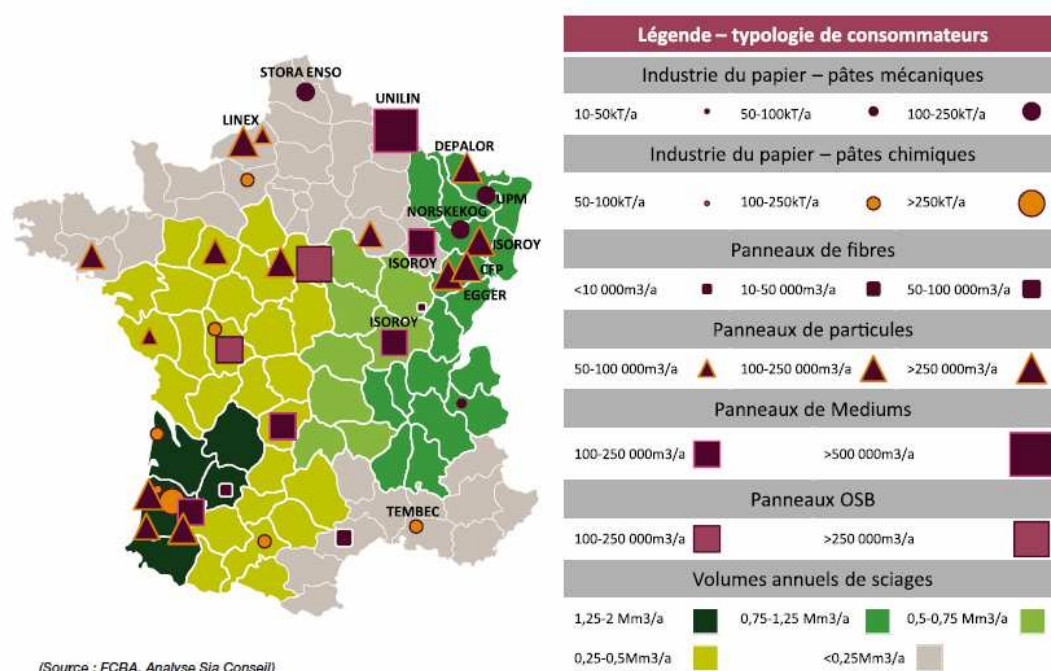 STORA ENSO
UNILIN
LINEX
DEPALOR
UPM
NORSKEKOG
ISOROY
ISOROY
CFP
EGGER
ISOROY
TEMBEC
(Source : FCBA, Analyse Sia Conseil)
Légende – typologie de consommateurs
Industrie du papier – pâtes mécaniques
10-50kT/a 50-100kT/a 100-250kT/a
Industrie du papier – pâtes chimiques
50-100kT/a 100-250kT/a >250kT/a
Panneaux de fibres
<10 000m3/a 10-50 000m3/a 50-100 000m3/a
Panneaux de particules
50-100 000m3/a 100-250 000m3/a >250 000m3/a
Panneaux de Mediums
100-250 000m3/a >500 000m3/a
Panneaux OSB
100-250 000m3/a >250 000m3/a
Volumes annuels de sciages
1,25-2 Mm3/a 0,75-1,25 Mm3/a 0,5-0,75 Mm3/a
0,25-0,5Mm3/a <0,25Mm3/a